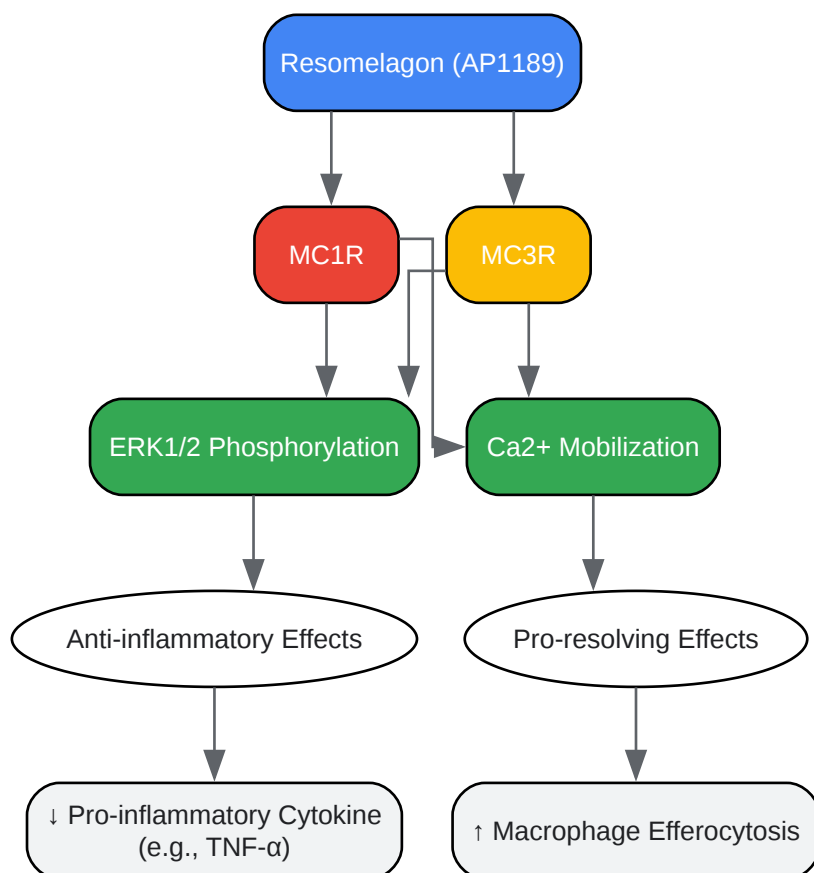 Resomelagon (AP1189)
MC1R
MC3R
ERK1/2 Phosphorylation
Ca2+ Mobilization
Anti-inflammatory Effects
Pro-resolving Effects
↓ Pro-inflammatory Cytokine
(e.g., TNF-α)
↑ Macrophage Efferocytosis